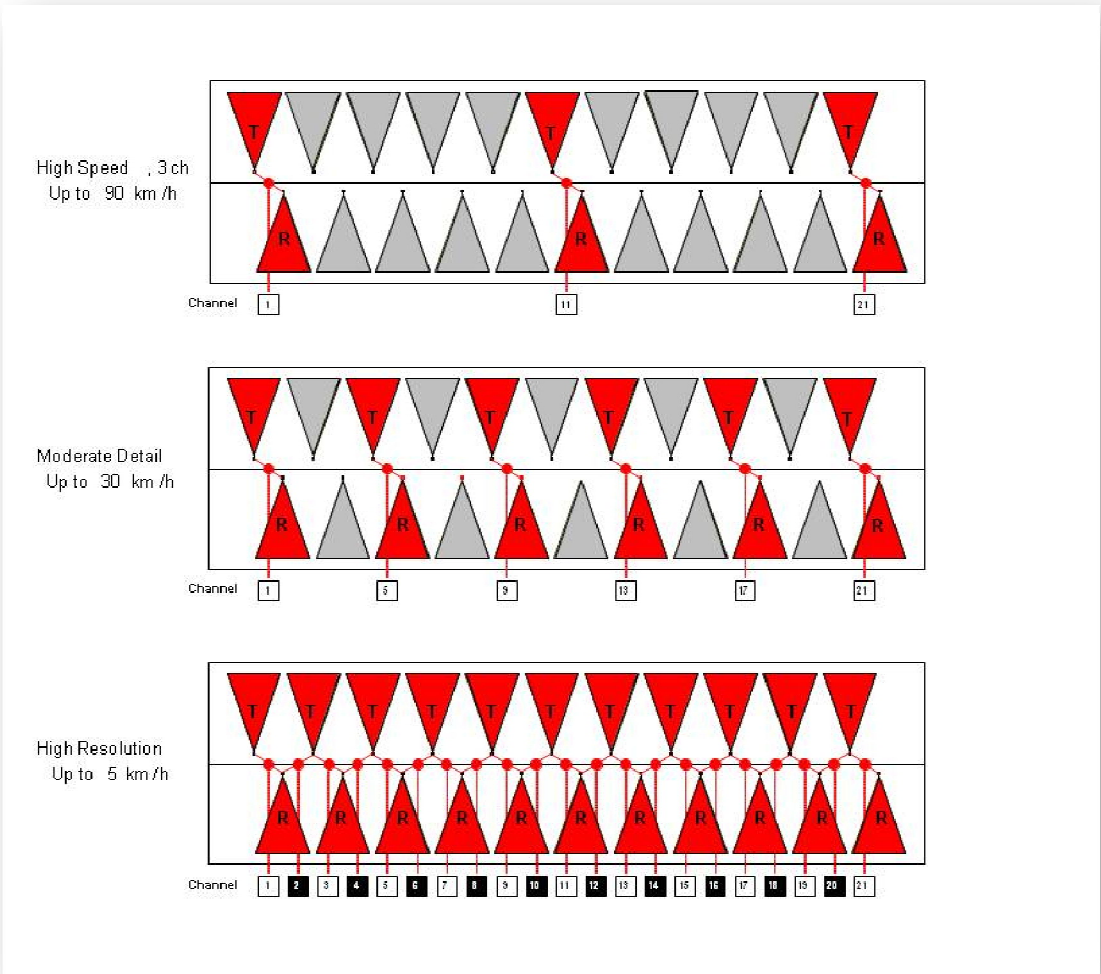 T T T
High Speed , 3 ch
Up to 90 km /h
R R R
Channel 1 11 21
T T T T T T
Moderate Detail
Up to 30 km /h
R R R R R R
Channel 1 5 9 13 17 21
T T T T T T T T T T T
High Resolution
Up to 5 km /h
R R R R R R R R R R R
Channel 1 2 3 4 5 6 7 8 9 10 11 12 13 14 15 16 17 18 19 20 21